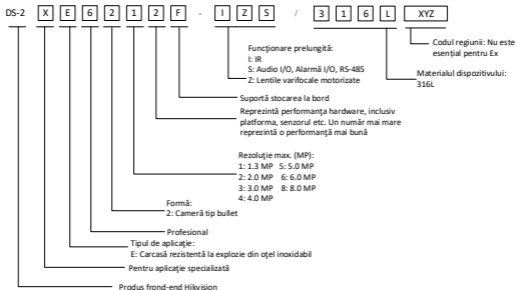 DS-2 X E 6 2 1 2 F - I Z S / 3 1 6 L XYZ
Codul regiunii: Nu este
esențial pentru Ex
Funcționare prelungită:
I: IR
S: Audio I/O, Alarmă I/O, RS-485
Z: Lentile varifocale motorizate
Materialul dispozitivului:
316L
Suportă stocarea la bord
Reprezintă performanța hardware, inclusiv
platforma, senzorul etc. Un număr mai mare
reprezintă o performanță mai bună
Rezoluție max. (MP):
1: 1.3 MP 5: 5.0 MP
2: 2.0 MP 6: 6.0 MP
3: 3.0 MP 8: 8.0 MP
4: 4.0 MP
Formă:
2: Cameră tip bullet
Profesional
Tipul de aplicație:
E: Carcasă rezistentă la explozie din oțel inoxidabil
Pentru aplicație specializată
Produs frond-end Hikvision